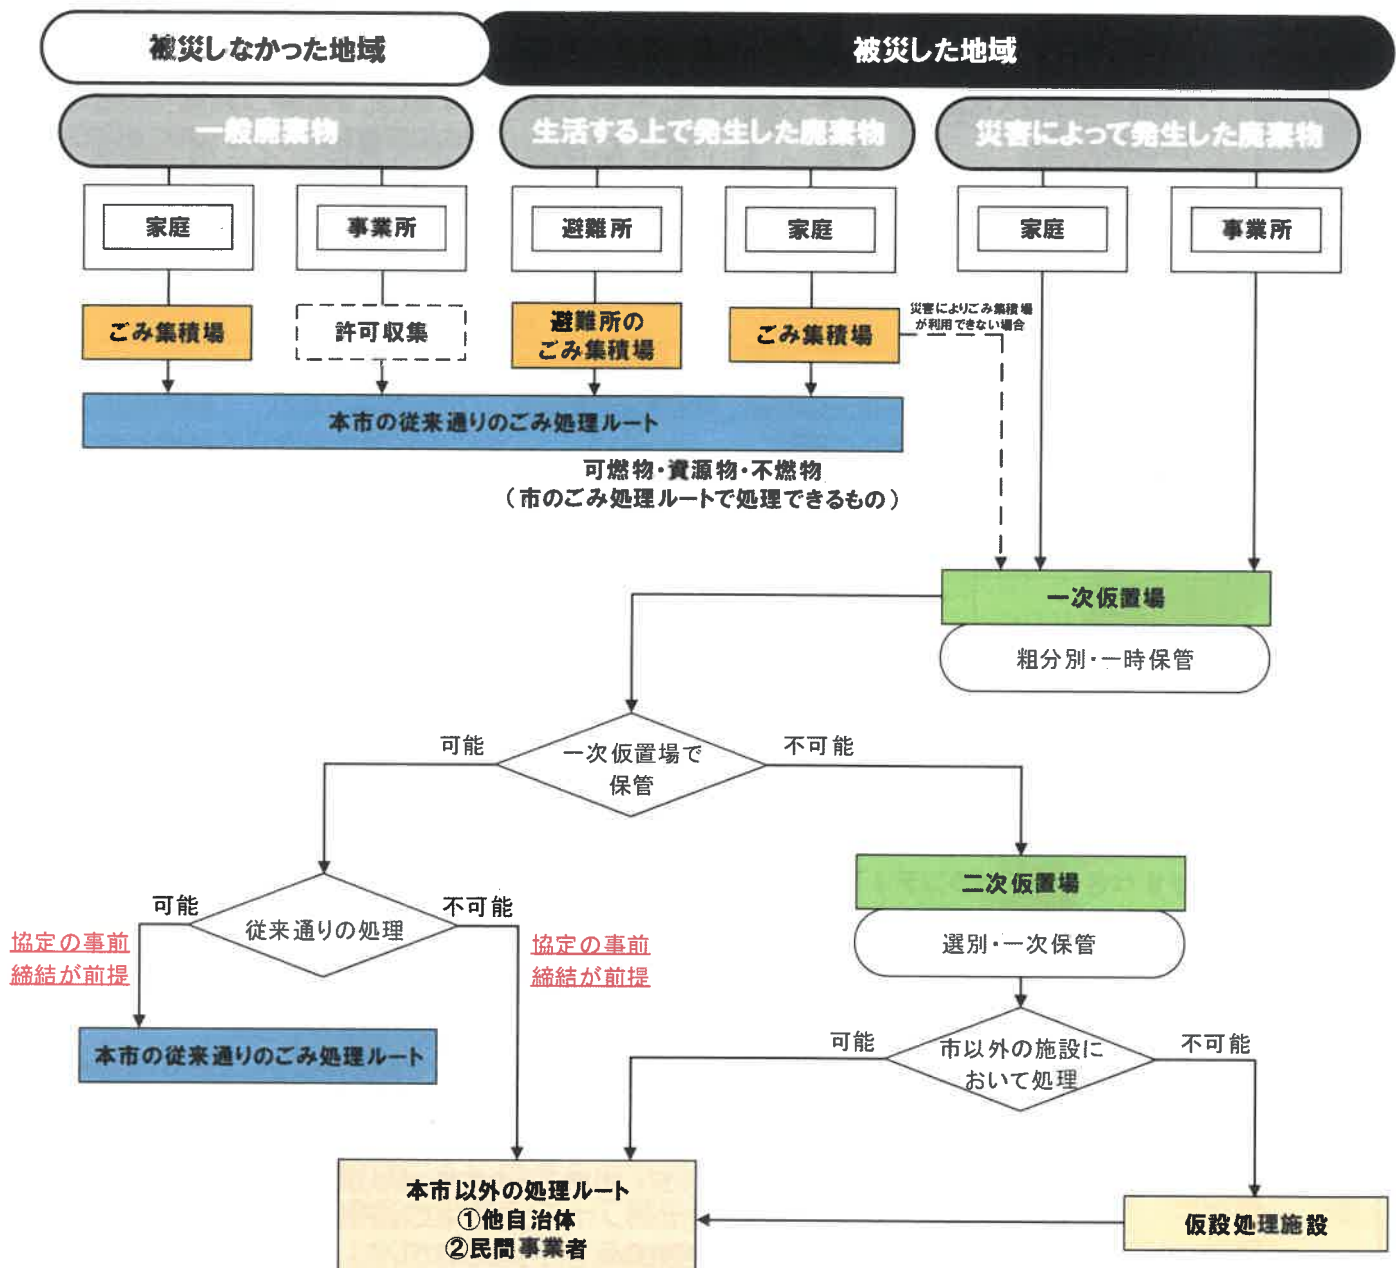 被災しなかった地域
被災した地域
一般廃棄物
生活する上で発生した廃棄物
災害によって発生した廃棄物
家庭
事業所
避難所
家庭
家庭
事業所
ごみ集積場
許可収集
避難所の
ごみ集積場
ごみ集積場
災害によりごみ集積場
が利用できない場合
本市の従来通りのごみ処理ルート
可燃物・資源物・不燃物
（市のごみ処理ルートで処理できるもの）
一次仮置場
粗分別・一時保管
可能
一次仮置場で
保管
不可能
二次仮置場
選別・一次保管
可能
従来通りの処理
不可能
協定の事前
締結が前提
協定の事前
締結が前提
本市の従来通りのごみ処理ルート
可能
市以外の施設に
おいて処理
不可能
本市以外の処理ルート
①他自治体
②民間事業者
仮設処理施設